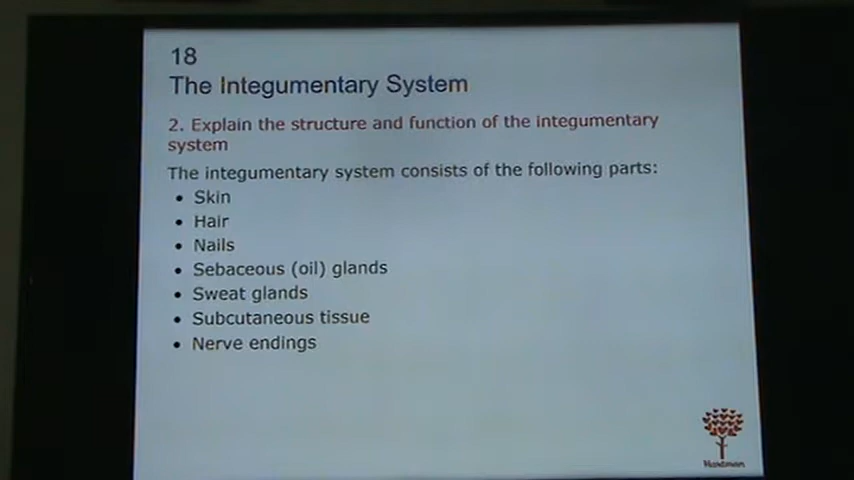 18
The Integumentary System
2. Explain the structure and function of the integumentary
system
The integumentary system consists of the following parts:
• Skin
• Hair
• Nails
• Sebaceous (oil) glands
• Sweat glands
• Subcutaneous tissue
• Nerve endings
Hartman